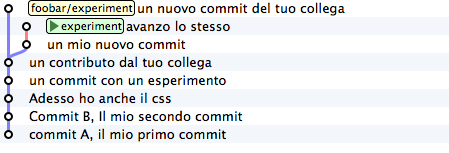 foobar/experiment un nuovo commit del tuo collega
experiment avanzo lo stesso
un mio nuovo commit
un contributo dal tuo collega
un commit con un esperimento
Adesso ho anche il css
Commit B, Il mio secondo commit
commit A, il mio primo commit